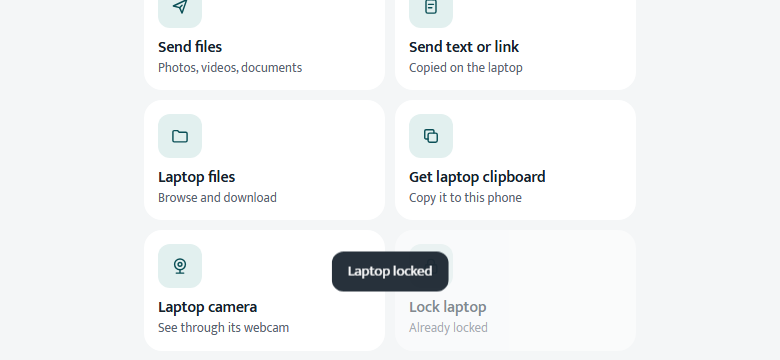 Send files
Photos, videos, documents
Send text or link
Copied on the laptop
Laptop files
Browse and download
Get laptop clipboard
Copy it to this phone
Laptop camera
See through its webcam
Laptop locked
Lock laptop
Already locked